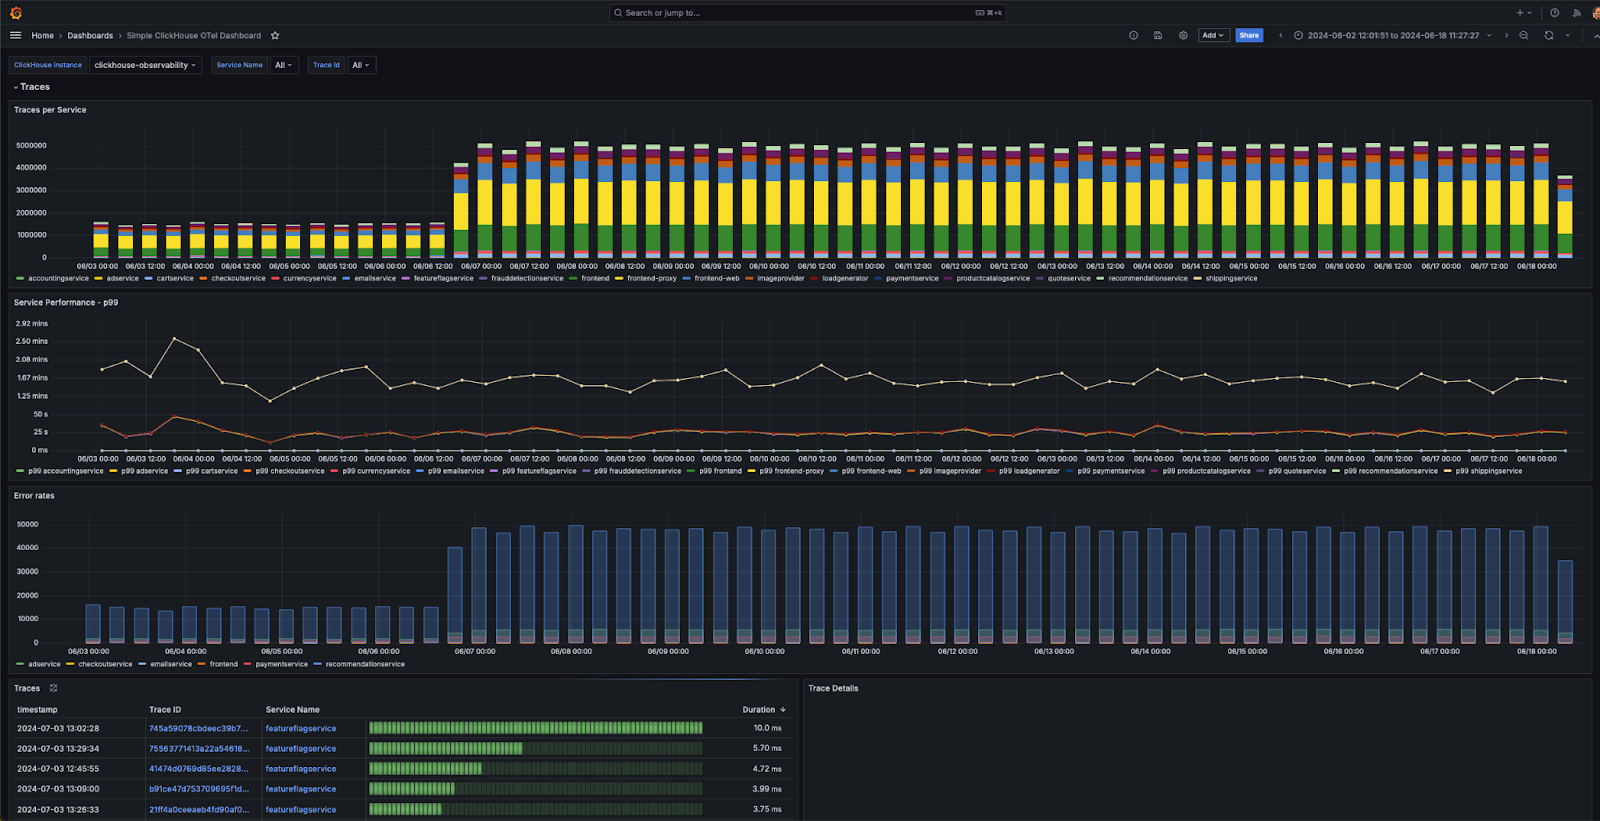 Search or jump to...
⌘+k
Home › Dashboards › Simple ClickHouse OTel Dashboard
Add
Share
2024-06-02 12:01:51 to 2024-06-18 11:27:27
ClickHouse instance
clickhouse-observability
Service Name
All
Trace Id
All
Traces
Traces per Service
5000000
4000000
3000000
2000000
1000000
0
06/03 00:00 06/03 12:00 06/04 00:00 06/04 12:00 06/05 00:00 06/05 12:00 06/06 00:00 06/06 12:00 06/07 00:00 06/07 12:00 06/08 00:00 06/08 12:00 06/09 00:00 06/09 12:00 06/10 00:00 06/10 12:00 06/11 00:00 06/11 12:00 06/12 00:00 06/12 12:00 06/13 00:00 06/13 12:00 06/14 00:00 06/14 12:00 06/15 00:00 06/15 12:00 06/16 00:00 06/16 12:00 06/17 00:00 06/17 12:00 06/18 00:00
accountingservice adservice cartservice checkoutservice currencyservice emailservice featureflagservice frauddetectionservice frontend frontend-proxy frontend-web imageprovider loadgenerator paymentservice productcatalogservice quoteservice recommendationservice shippingservice
Service Performance - p99
2.92 mins
2.50 mins
2.08 mins
1.67 mins
1.25 mins
50 s
25 s
0 ms
06/03 00:00 06/03 12:00 06/04 00:00 06/04 12:00 06/05 00:00 06/05 12:00 06/06 00:00 06/06 12:00 06/07 00:00 06/07 12:00 06/08 00:00 06/08 12:00 06/09 00:00 06/09 12:00 06/10 00:00 06/10 12:00 06/11 00:00 06/11 12:00 06/12 00:00 06/12 12:00 06/13 00:00 06/13 12:00 06/14 00:00 06/14 12:00 06/15 00:00 06/15 12:00 06/16 00:00 06/16 12:00 06/17 00:00 06/17 12:00 06/18 00:00
p99 accountingservice p99 adservice p99 cartservice p99 checkoutservice p99 currencyservice p99 emailservice p99 featureflagservice p99 frauddetectionservice p99 frontend p99 frontend-proxy p99 frontend-web p99 imageprovider p99 loadgenerator p99 paymentservice p99 productcatalogservice p99 quoteservice p99 recommendationservice p99 shippingservice
Error rates
50000
40000
30000
20000
10000
0
06/03 00:00 06/04 00:00 06/05 00:00 06/06 00:00 06/07 00:00 06/08 00:00 06/09 00:00 06/10 00:00 06/11 00:00 06/12 00:00 06/13 00:00 06/14 00:00 06/15 00:00 06/16 00:00 06/17 00:00 06/18 00:00
adservice checkoutservice emailservice frontend paymentservice recommendationservice
Traces
timestamp Trace ID Service Name Duration ↓
2024-07-03 13:02:28 745a59078cbdeec39b7... featureflagservice 10.0 ms
2024-07-03 13:29:34 75563771413a22a54618... featureflagservice 5.70 ms
2024-07-03 12:45:55 41474d0769d85ee2828... featureflagservice 4.72 ms
2024-07-03 13:09:00 b91ce47d753709695f1d... featureflagservice 3.99 ms
2024-07-03 13:26:33 21ff4a0ceeaeb4fd90af0... featureflagservice 3.75 ms
Trace Details